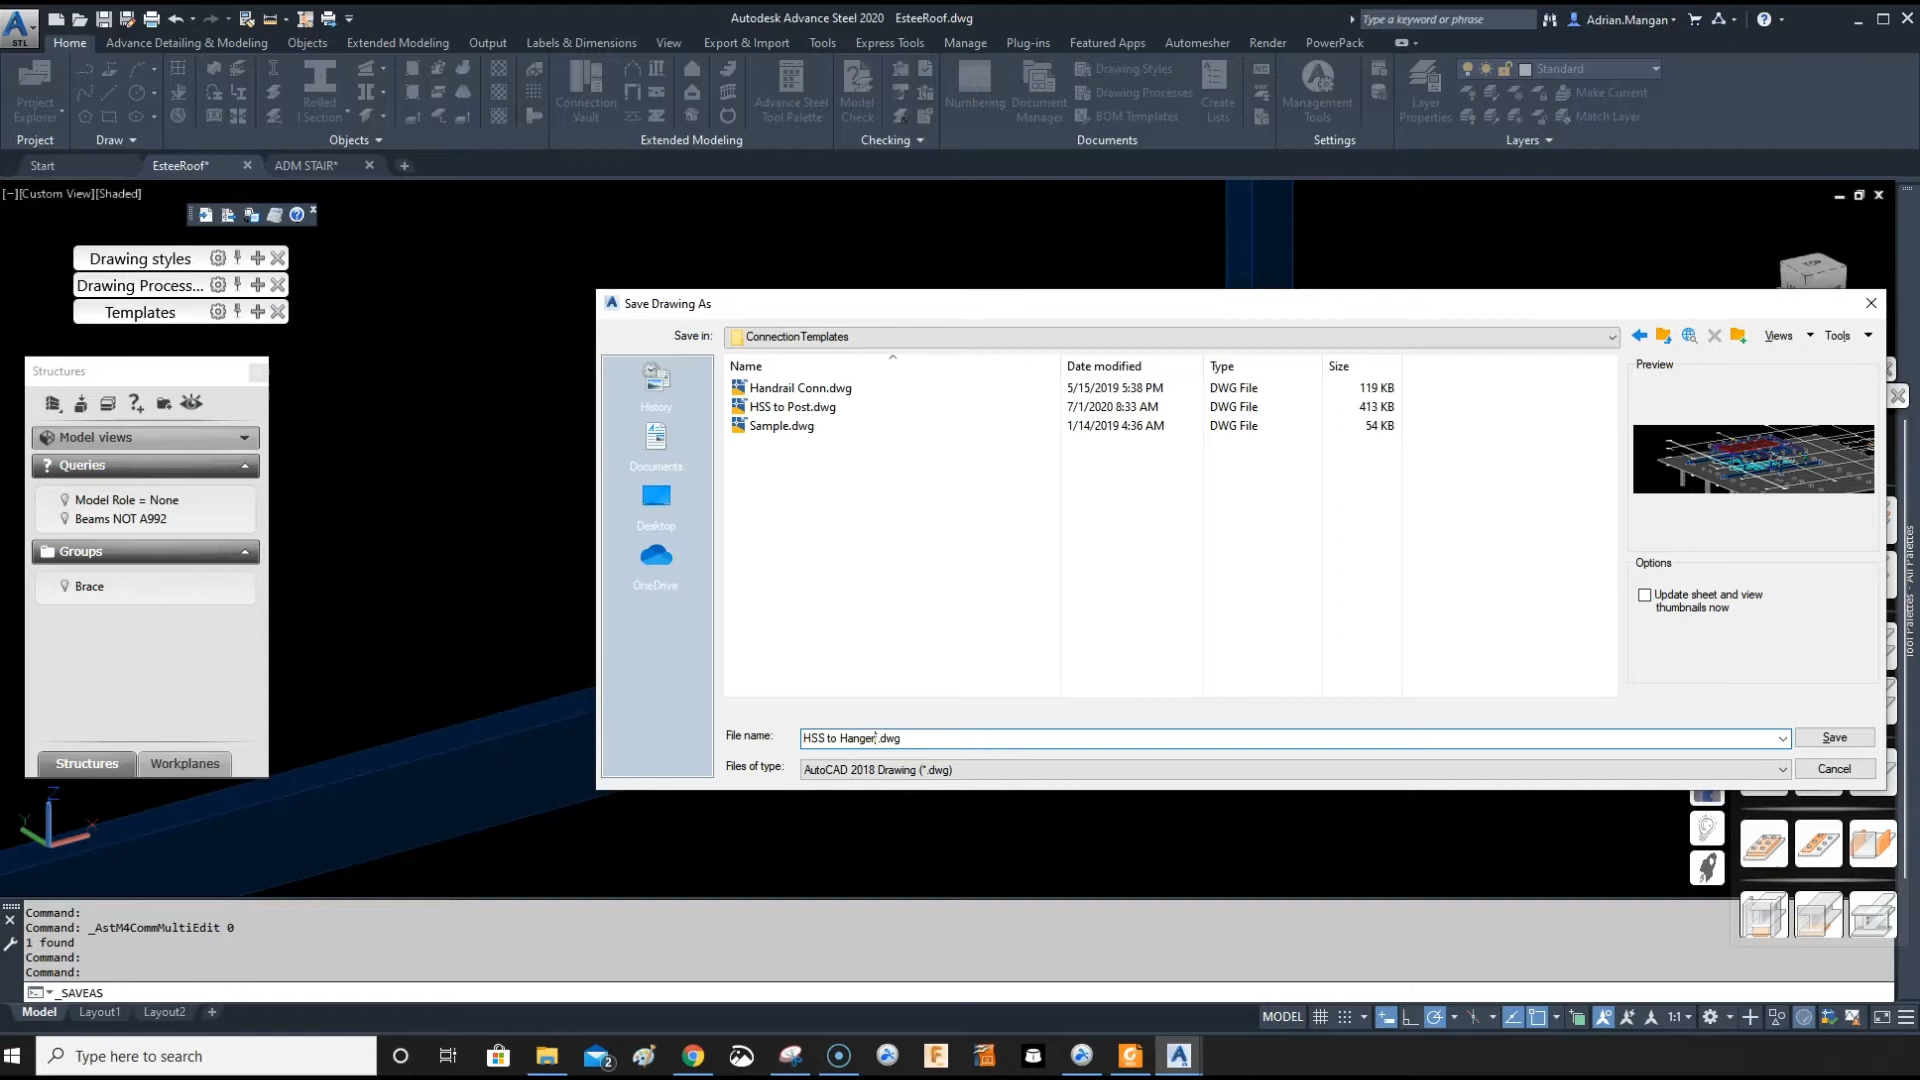 Autodesk Advance Steel 2020 EsteeRoof.dwg
Type a keyword or phrase
Adrian.Mangan
STL
Home Advance Detailing & Modeling Objects Extended Modeling Output Labels & Dimensions View Export & Import Tools Express Tools Manage Plug-ins Featured Apps Automesher Render PowerPack
Project Explorer
Rolled I Section
Connection Vault
Advance Steel Tool Palette
Model Check
Numbering
Document Manager
Drawing Styles
Drawing Processes
BOM Templates
Create Lists
Management Tools
Layer Properties
Standard
Make Current
Match Layer
Project Draw Objects Extended Modeling Checking Documents Settings Layers
Start EsteeRoof* ADM STAIR*
[−][Custom View][Shaded]
Drawing styles
Drawing Process...
Templates
TOP
Structures
Model views
? Queries
Model Role = None
Beams NOT A992
Groups
Brace
Structures Workplanes
Save Drawing As
Save in: ConnectionTemplates
Views Tools
Name Date modified Type Size
Handrail Conn.dwg 5/15/2019 5:38 PM DWG File 119 KB
HSS to Post.dwg 7/1/2020 8:33 AM DWG File 413 KB
Sample.dwg 1/14/2019 4:36 AM DWG File 54 KB
History
Documents
Desktop
OneDrive
Preview
Options
Update sheet and view
thumbnails now
File name: HSS to Hanger.dwg Save
Files of type: AutoCAD 2018 Drawing (*.dwg) Cancel
Tool Palettes - All Palettes
Z
Y
X
Command:
Command: _AstM4CommMultiEdit 0
1 found
Command:
Command:
_SAVEAS
Model Layout1 Layout2 +
MODEL 1:1
Type here to search
2